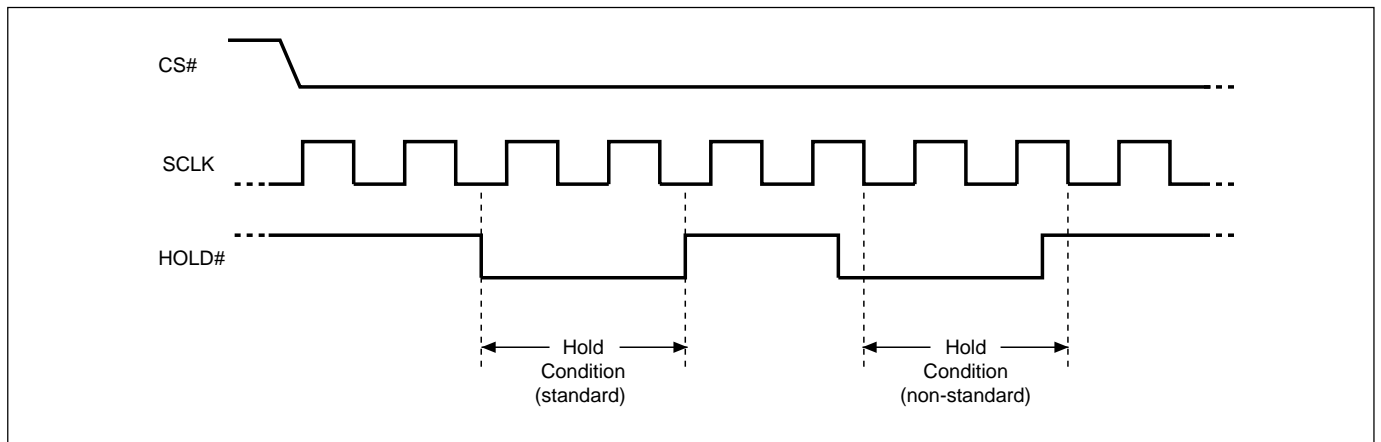 CS#
SCLK
HOLD#
Hold
Condition
(standard)
Hold
Condition
(non-standard)